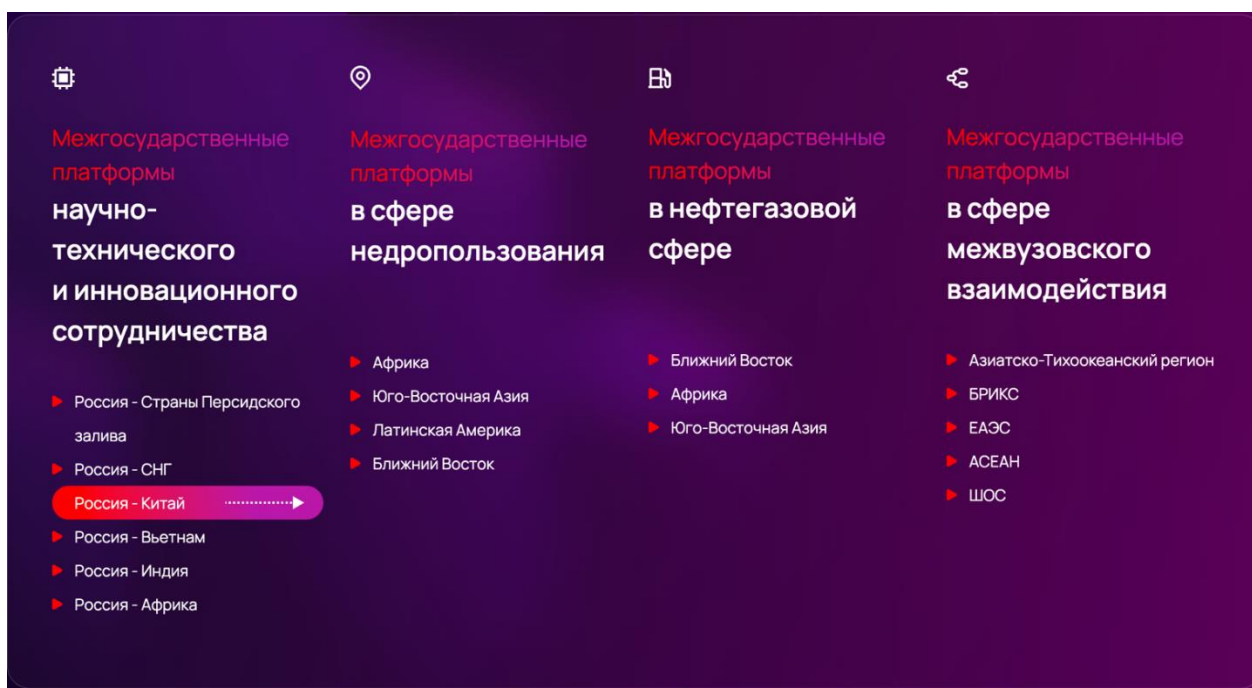 Межгосударственные
платформы
научно-
технического
и инновационного
сотрудничества
Россия - Страны Персидского
залива
Россия - СНГ
Россия - Китай
Россия - Вьетнам
Россия - Индия
Россия - Африка
Межгосударственные
платформы
в сфере
недропользования
Африка
Юго-Восточная Азия
Латинская Америка
Ближний Восток
Межгосударственные
платформы
в нефтегазовой
сфере
Ближний Восток
Африка
Юго-Восточная Азия
Межгосударственные
платформы
в сфере
межвузовского
взаимодействия
Азиатско-Тихоокеанский регион
БРИКС
ЕАЭС
АСЕАН
ШОС